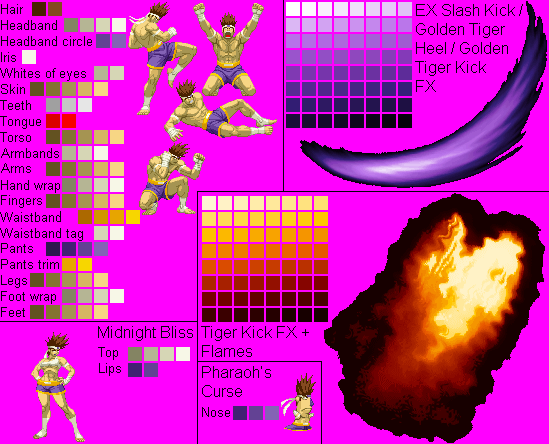 Hair
Headband
Headband circle
Iris
Whites of eyes
Skin
Teeth
Tongue
Torso
Armbands
Arms
Hand wrap
Fingers
Waistband
Waistband tag
Pants
Pants trim
Legs
Foot wrap
Feet
EX Slash Kick /
Golden Tiger
Heel / Golden
Tiger Kick
FX
Midnight Bliss
Top
Lips
Tiger Kick FX +
Flames
Pharaoh's
Curse
Nose